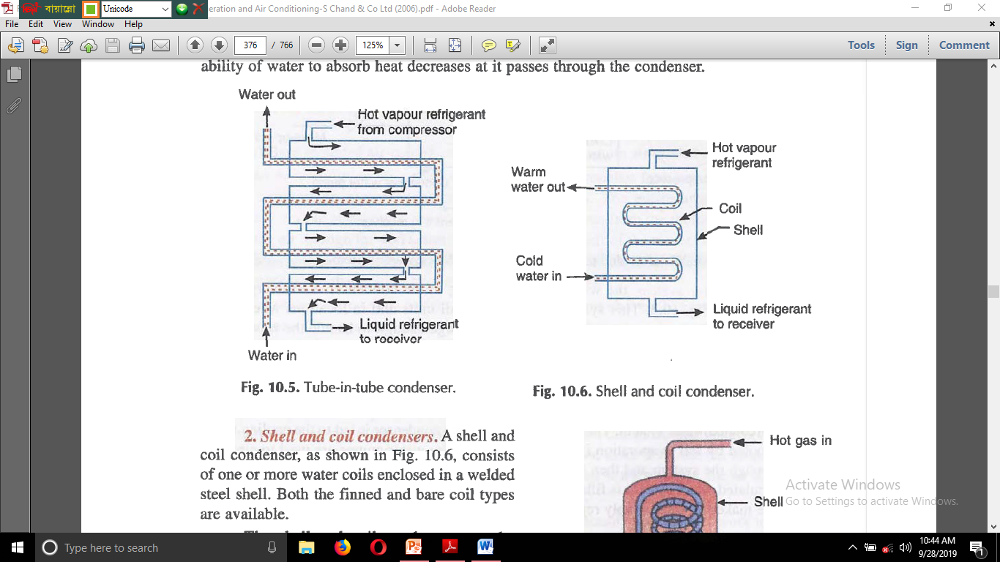 বায়ান্নো
Unicode
eration and Air Conditioning-S Chand & Co Ltd (2006).pdf - Adobe Reader
File Edit View Window Help
376 / 766 125% Tools Sign Comment
ability of water to absorb heat decreases at it passes through the condenser.
Water out
Hot vapour refrigerant
from compressor
Liquid refrigerant
to receiver
Water in
Fig. 10.5. Tube-in-tube condenser.
Hot vapour
refrigerant
Warm
water out
Coil
Shell
Cold
water in
Liquid refrigerant
to receiver
Fig. 10.6. Shell and coil condenser.
2. Shell and coil condensers. A shell and
coil condenser, as shown in Fig. 10.6, consists
of one or more water coils enclosed in a welded
steel shell. Both the finned and bare coil types
are available.
Hot gas in
Shell
Activate Windows
Go to Settings to activate Windows.
Type here to search
10:44 AM
9/28/2019
1